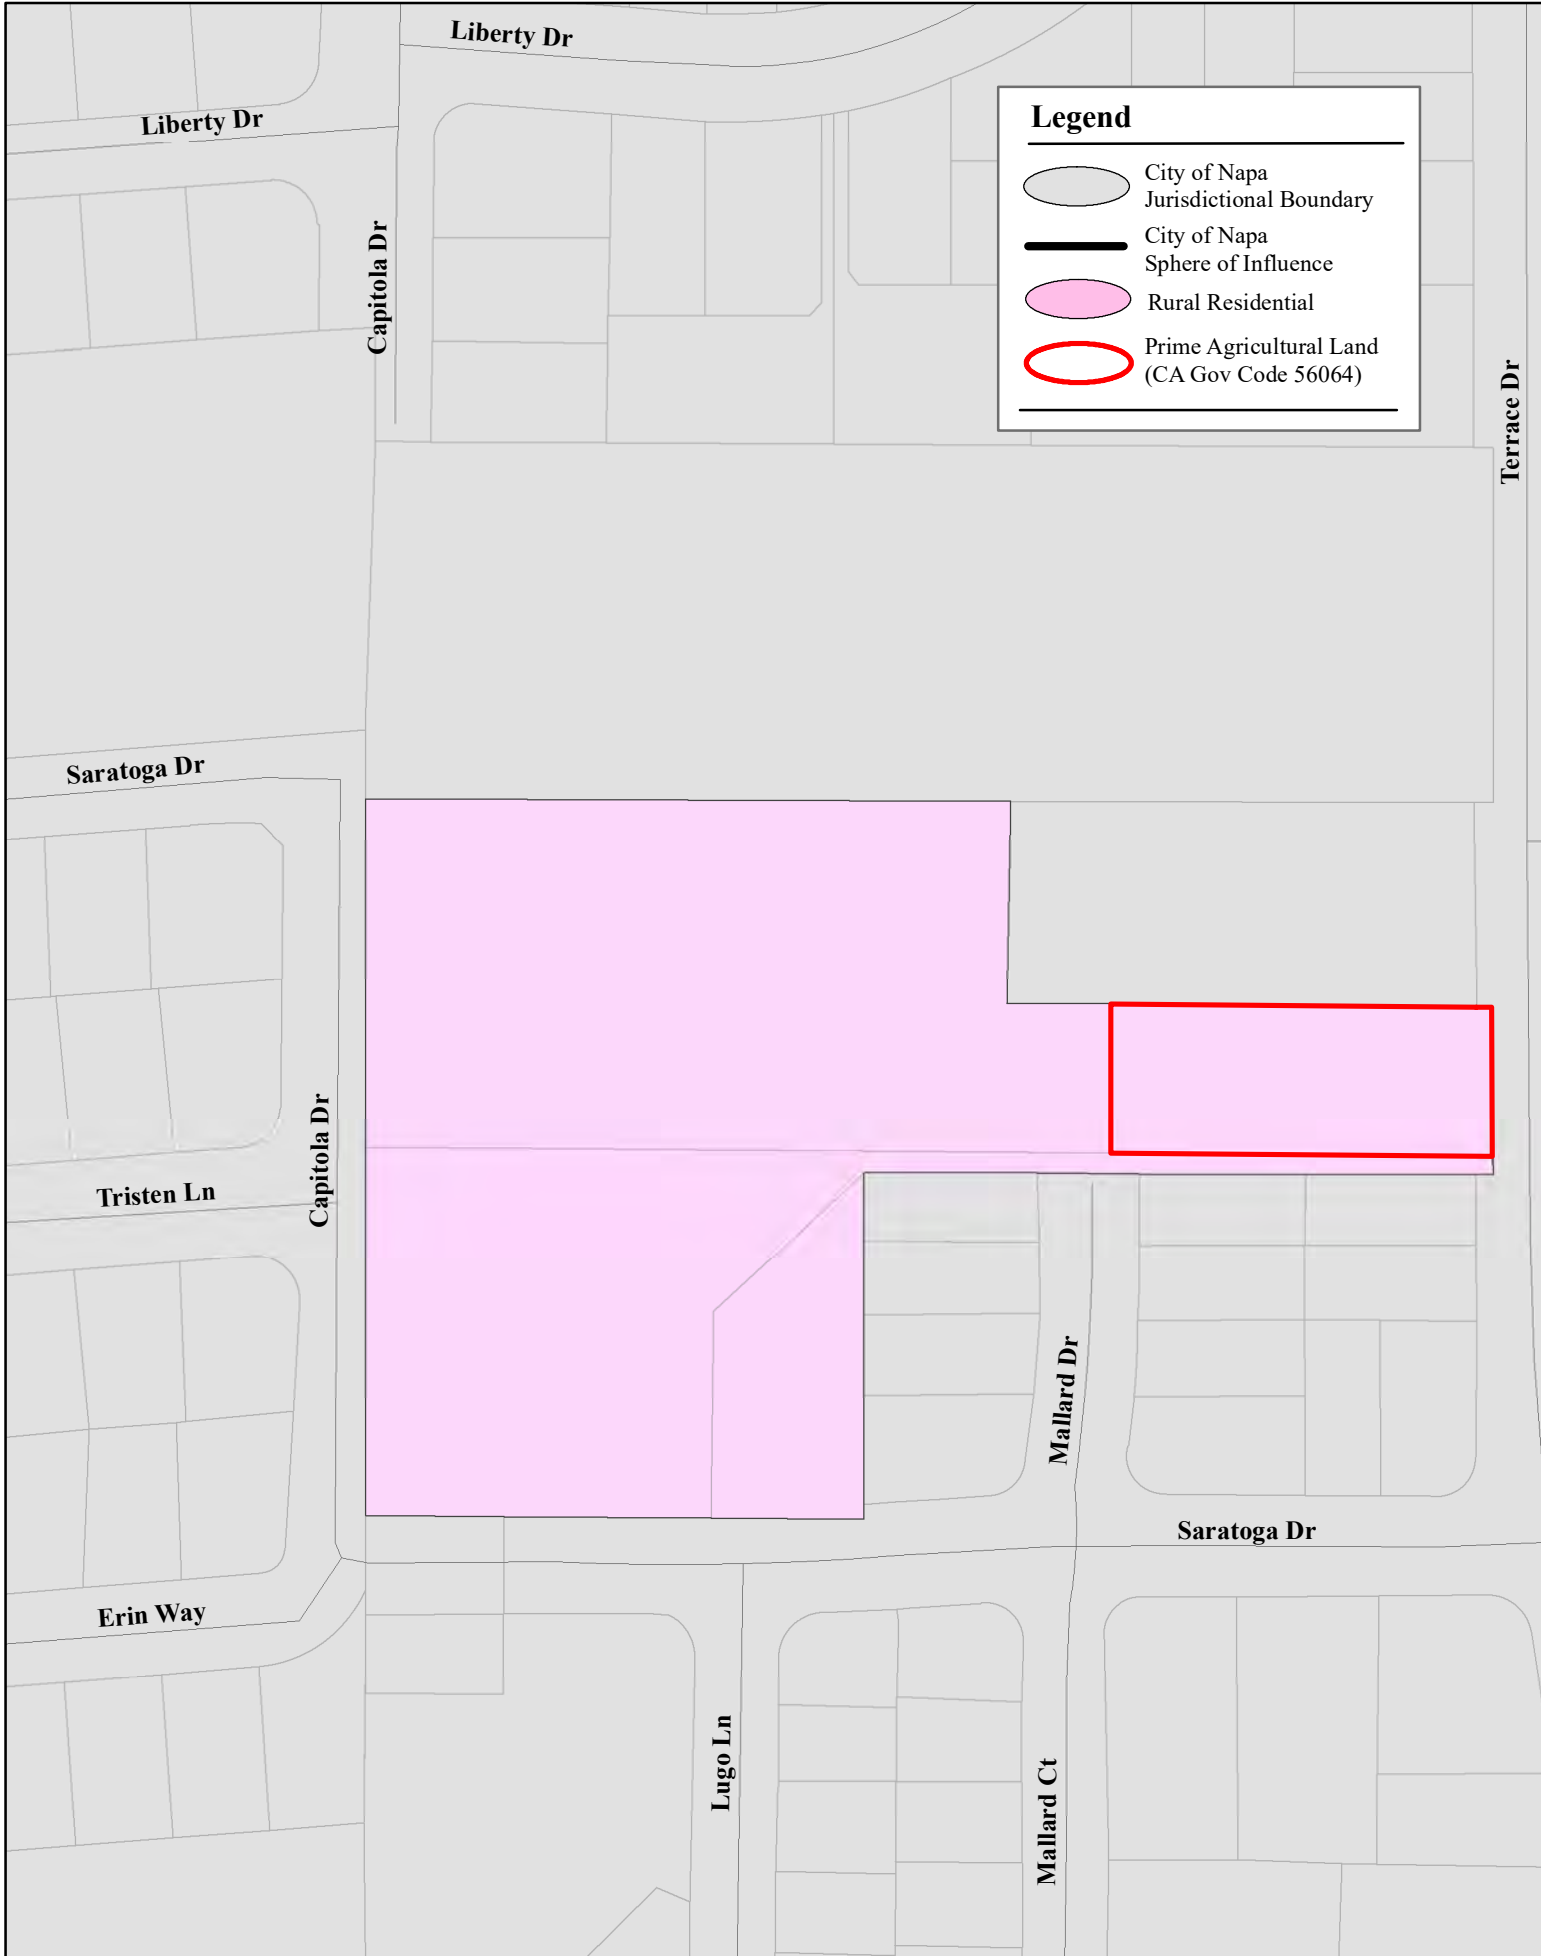 Liberty Dr
Liberty Dr
Legend
City of Napa
Jurisdictional Boundary
City of Napa
Sphere of Influence
Rural Residential
Prime Agricultural Land
(CA Gov Code 56064)
Capitola Dr
Terrace Dr
Saratoga Dr
Capitola Dr
Tristen Ln
Mallard Dr
Saratoga Dr
Erin Way
Lugo Ln
Mallard Ct